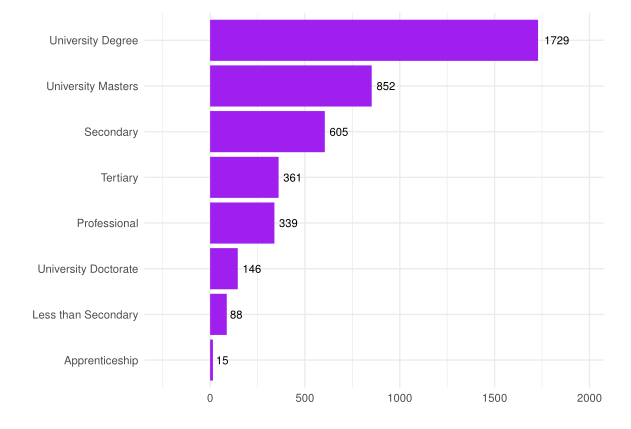 University Degree 1729
University Masters 852
Secondary 605
Tertiary 361
Professional 339
University Doctorate 146
Less than Secondary 88
Apprenticeship 15
0 500 1000 1500 2000